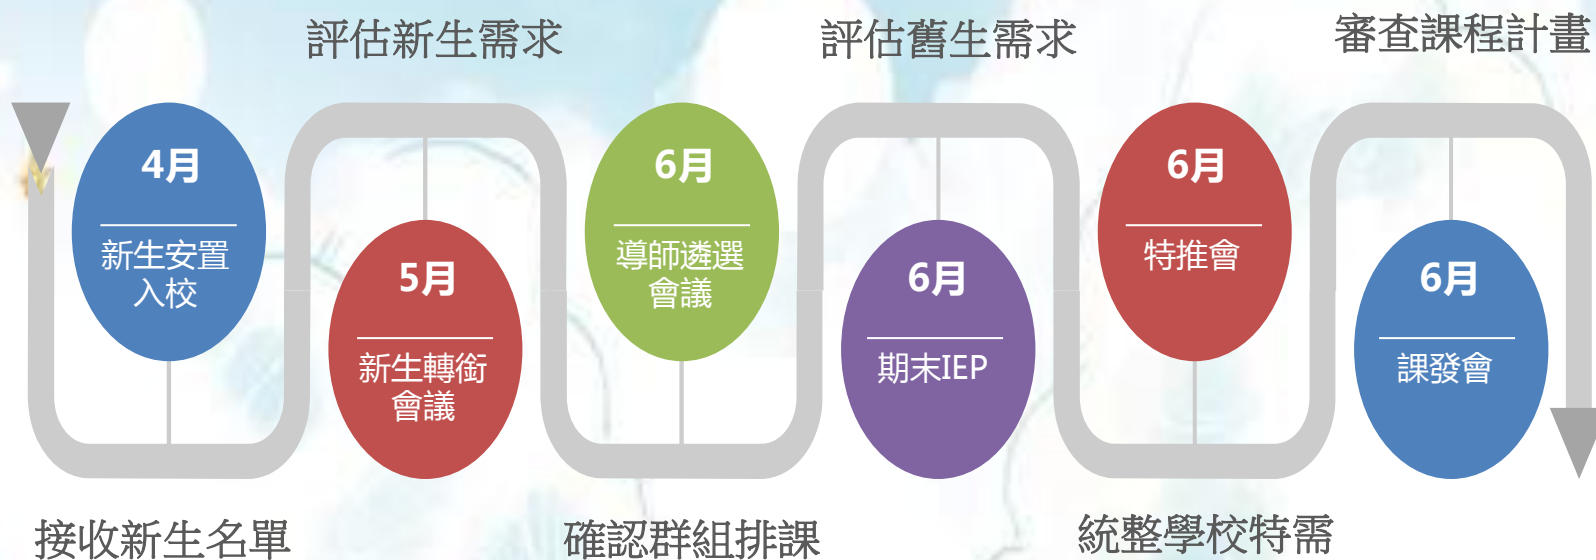 評估新生需求
評估舊生需求
審查課程計畫
4月
新生安置
入校
5月
新生轉銜
會議
6月
導師遴選
會議
6月
期末IEP
6月
特推會
6月
課發會
接收新生名單
確認群組排課
統整學校特需